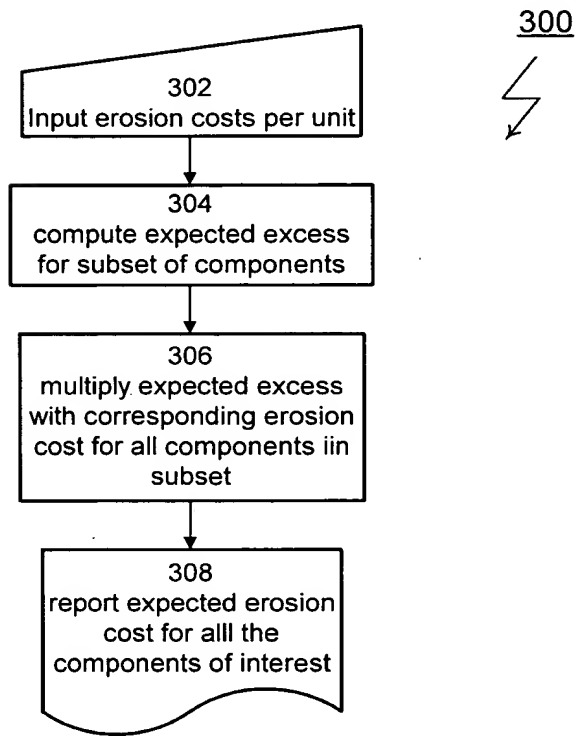 300
302
Input erosion costs per unit
304
compute expected excess
for subset of components
306
multiply expected excess
with corresponding erosion
cost for all components iin
subset
308
report expected erosion
cost for alll the
components of interest